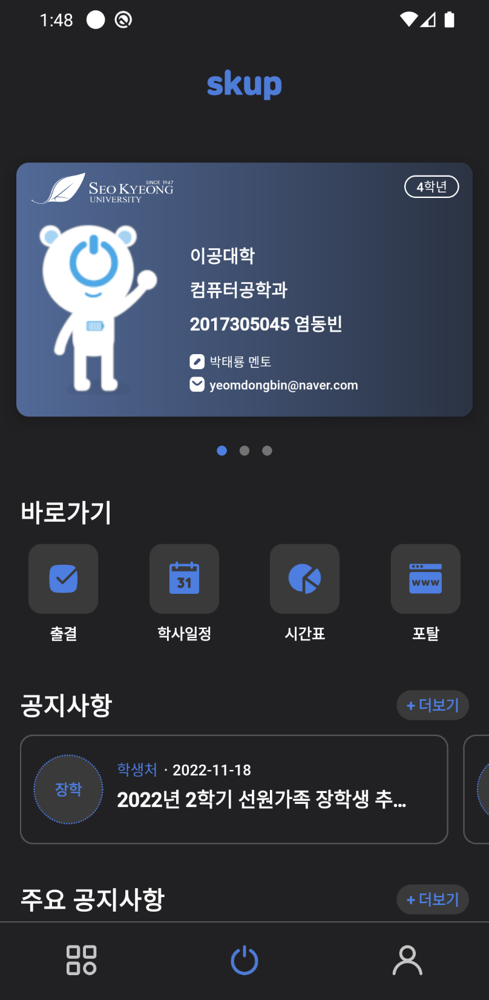 1:48
skup
SINCE 1947
SEO KYEONG
UNIVERSITY
4학년
이공대학
컴퓨터공학과
2017305045 염동빈
박태룡 멘토
yeomdongbin@naver.com
바로가기
31
www
출결
학사일정
시간표
포탈
공지사항
+ 더보기
장학
학생처 · 2022-11-18
2022년 2학기 선원가족 장학생 추...
주요 공지사항
+ 더보기